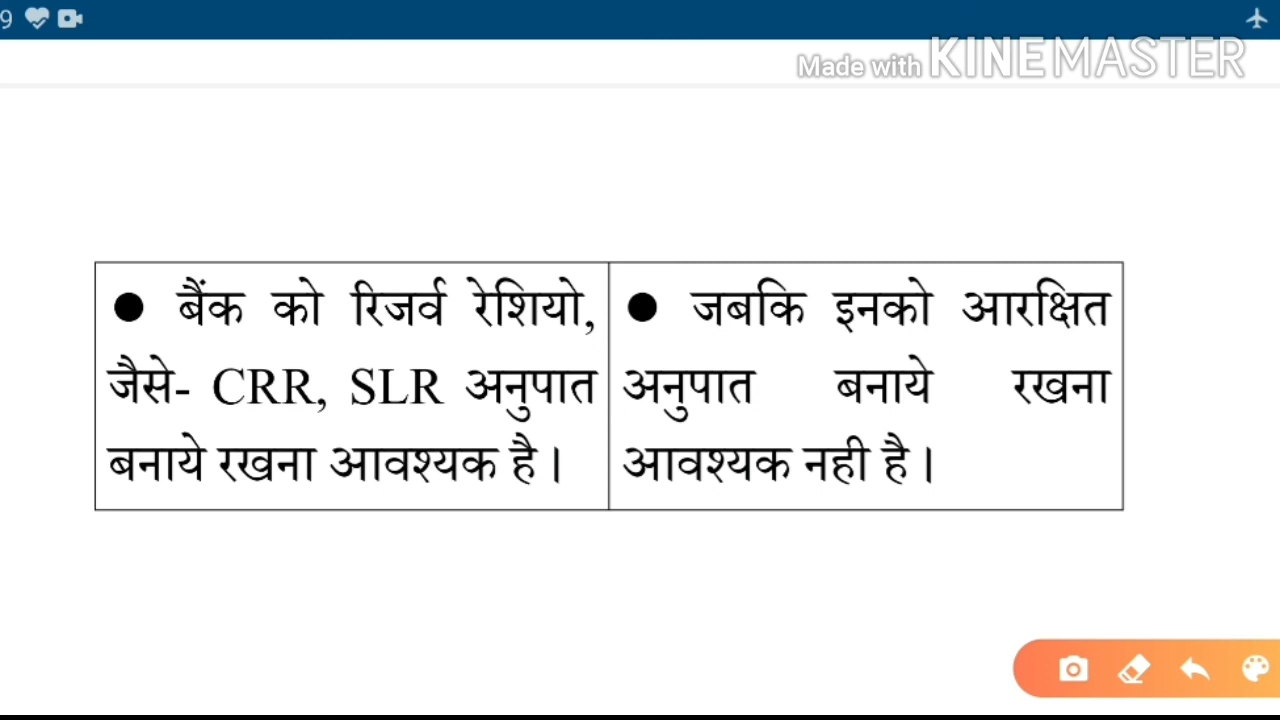 9
Made with KINEMASTER
● बैंक को रिजर्व रेशियो,
जैसे- CRR, SLR अनुपात
बनाये रखना आवश्यक है।
● जबकि इनको आरक्षित
अनुपात बनाये रखना
आवश्यक नही है।